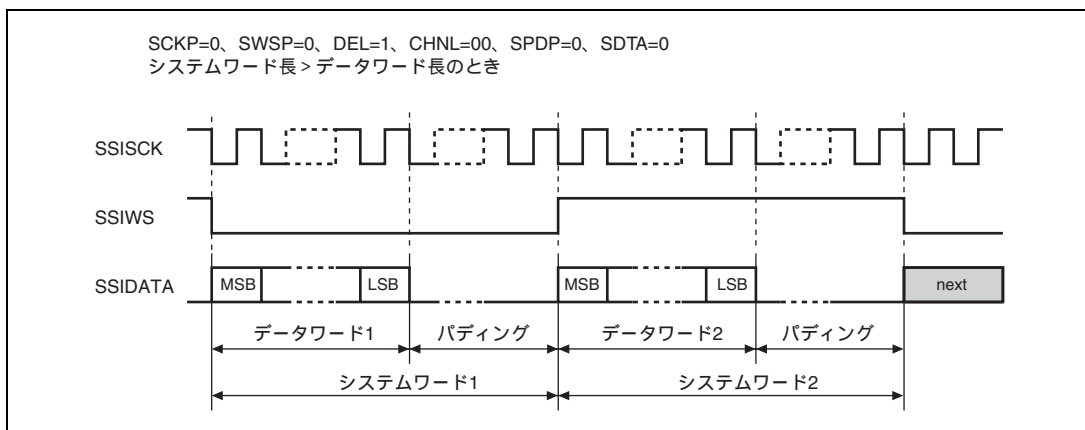 SCKP=0、SWSP=0、DEL=1、CHNL=00、SPDP=0、SDTA=0
システムワード長>データワード長のとき
SSISCK
SSIWS
SSIDATA
MSB
LSB
MSB
LSB
next
データワード1
パディング
データワード2
パディング
システムワード1
システムワード2